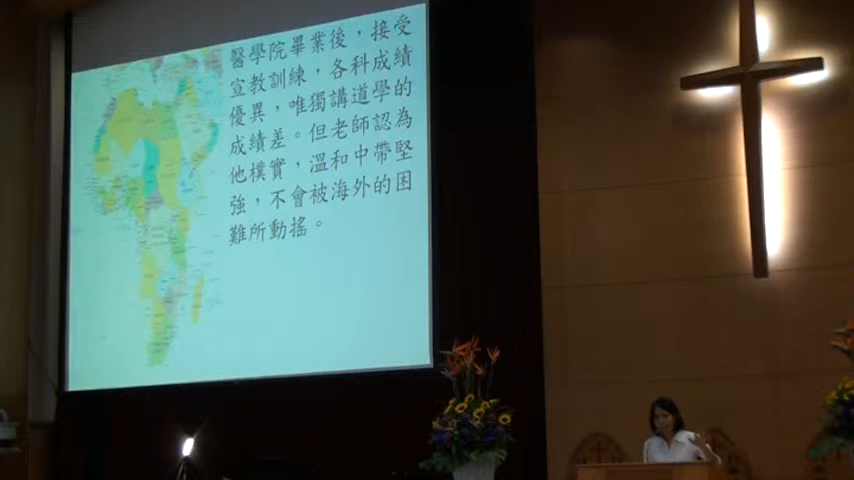 醫學院畢業後，接受
宣教訓練，各科成績
優異，唯獨講道學的
成績差。但老師認為
他樸實，溫和中帶堅
強，不會被海外的困
難所動搖。